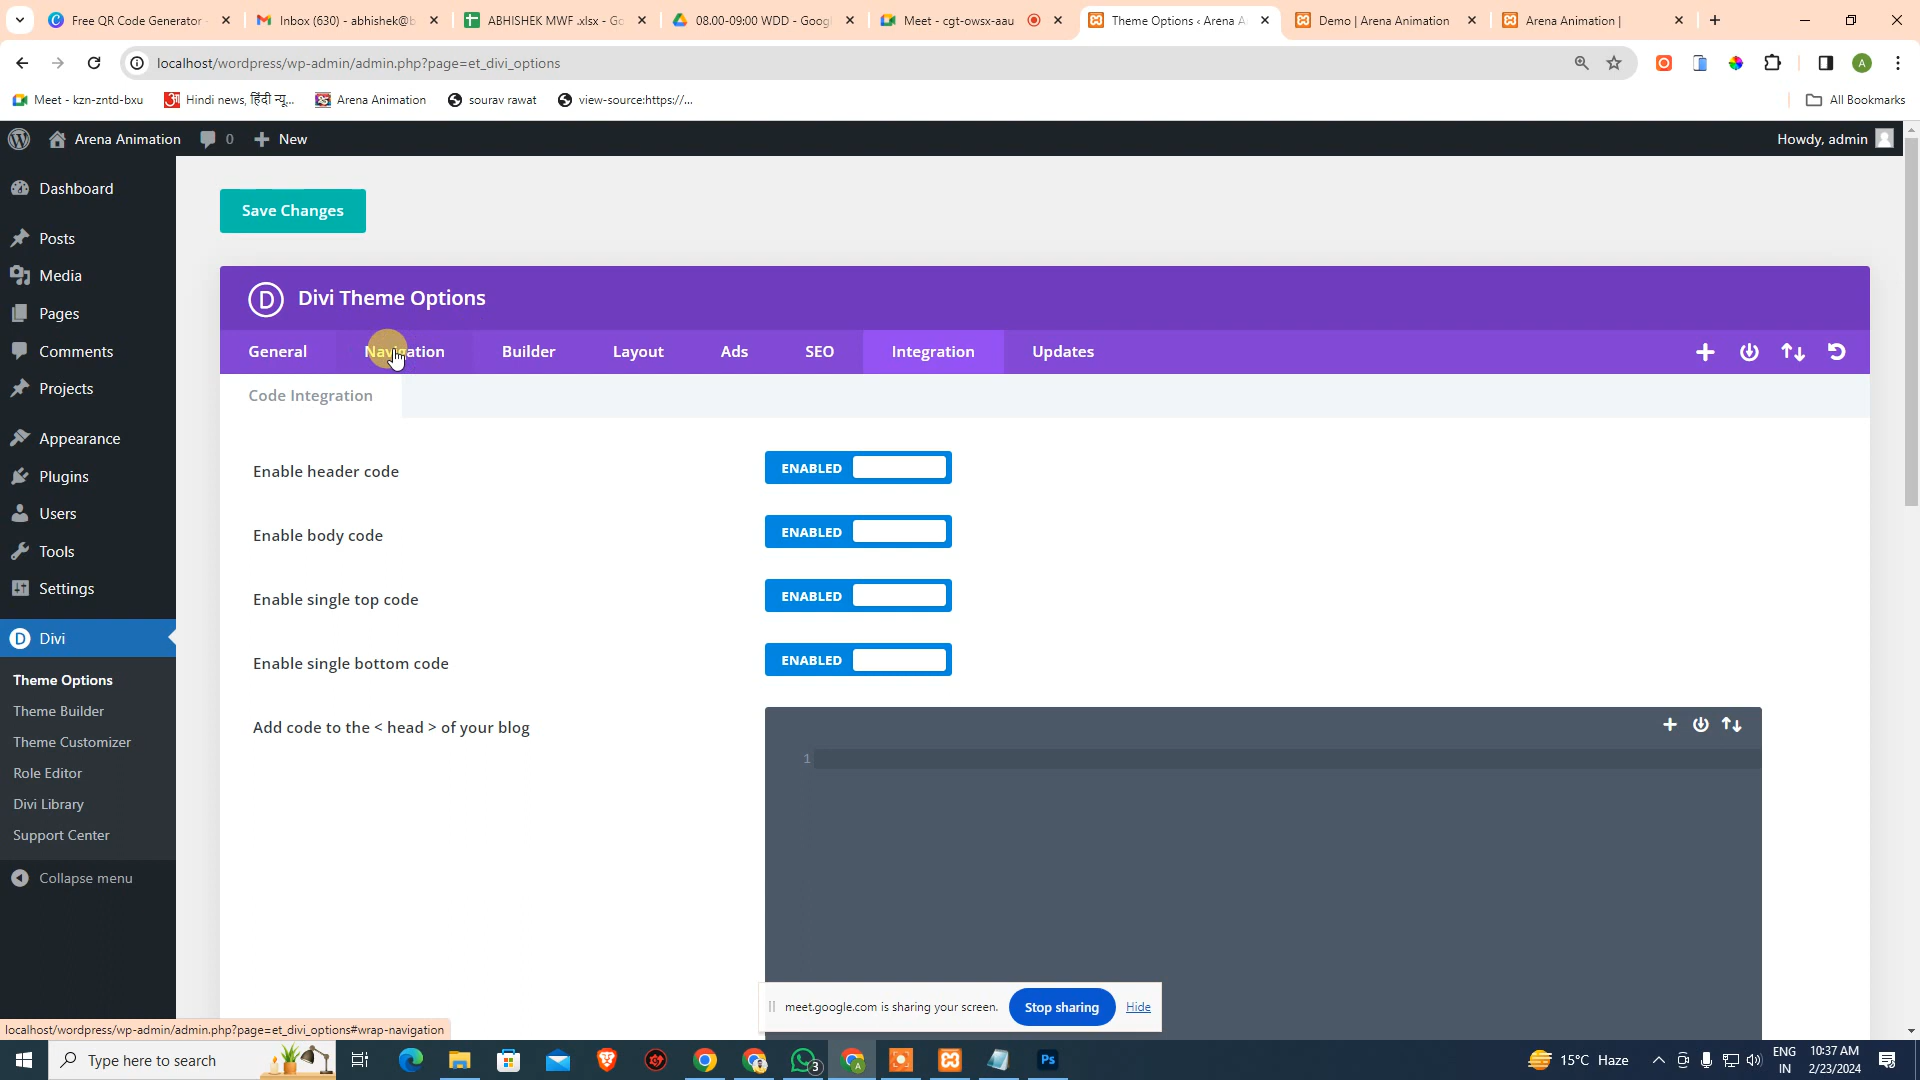 Free QR Code Generator
Inbox (630) - abhishek@b
ABHISHEK MWF .xlsx - Go
08.00-09:00 WDD - Googl
Meet - cgt-owsx-aau
Theme Options ‹ Arena A
Demo | Arena Animation
Arena Animation |
localhost/wordpress/wp-admin/admin.php?page=et_divi_options
A
Meet - kzn-zntd-bxu
Hindi news, हिंदी न्यू...
Arena Animation
sourav rawat
view-source:https://...
All Bookmarks
Arena Animation
0
New
Howdy, admin
Dashboard
Posts
Media
Pages
Comments
Projects
Appearance
Plugins
Users
Tools
Settings
Divi
Theme Options
Theme Builder
Theme Customizer
Role Editor
Divi Library
Support Center
Collapse menu
Save Changes
D Divi Theme Options
General
Navigation
Builder
Layout
Ads
SEO
Integration
Updates
Code Integration
Enable header code
ENABLED
Enable body code
ENABLED
Enable single top code
ENABLED
Enable single bottom code
ENABLED
Add code to the < head > of your blog
1
meet.google.com is sharing your screen.
Stop sharing
Hide
localhost/wordpress/wp-admin/admin.php?page=et_divi_options#wrap-navigation
Type here to search
3
A
Ps
15°C Haze
ENG
IN
10:37 AM
2/23/2024